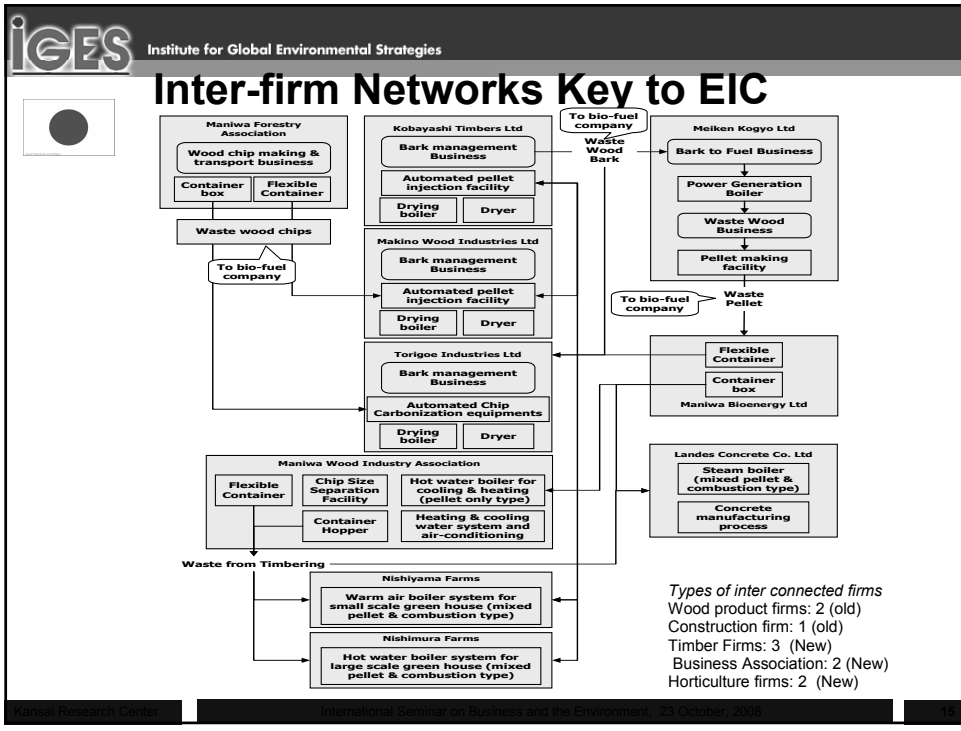 iGES
Institute for Global Environmental Strategies
Inter-firm Networks Key to EIC
Maniwa Forestry
Association
Wood chip making &
transport business
Container
box
Flexible
Container
Waste wood chips
To bio-fuel
company
Kobayashi Timbers Ltd
Bark management
Business
Automated pellet
injection facility
Drying
boiler
Dryer
Makino Wood Industries Ltd
Bark management
Business
Automated pellet
injection facility
Drying
boiler
Dryer
Torigoe Industries Ltd
Bark management
Business
Automated Chip
Carbonization equipments
Drying
boiler
Dryer
To bio-fuel
company
Waste
Wood
Bark
Meiken Kogyo Ltd
Bark to Fuel Business
Power Generation
Boiler
Waste Wood
Business
Pellet making
facility
To bio-fuel
company
Waste
Pellet
Flexible
Container
Container
box
Maniwa Bioenergy Ltd
Maniwa Wood Industry Association
Flexible
Container
Chip Size
Separation
Facility
Hot water boiler for
cooling & heating
(pellet only type)
Container
Hopper
Heating & cooling
water system and
air-conditioning
Landes Concrete Co. Ltd
Steam boiler
(mixed pellet &
combustion type)
Concrete
manufacturing
process
Waste from Timbering
Nishiyama Farms
Warm air boiler system for
small scale green house (mixed
pellet & combustion type)
Nishimura Farms
Hot water boiler system for
large scale green house (mixed
pellet & combustion type)
Types of inter connected firms
Wood product firms: 2 (old)
Construction firm: 1 (old)
Timber Firms: 3 (New)
Business Association: 2 (New)
Horticulture firms: 2 (New)
Kansai Research Center
International Seminar on Business and the Environment, 23 October, 2008
15